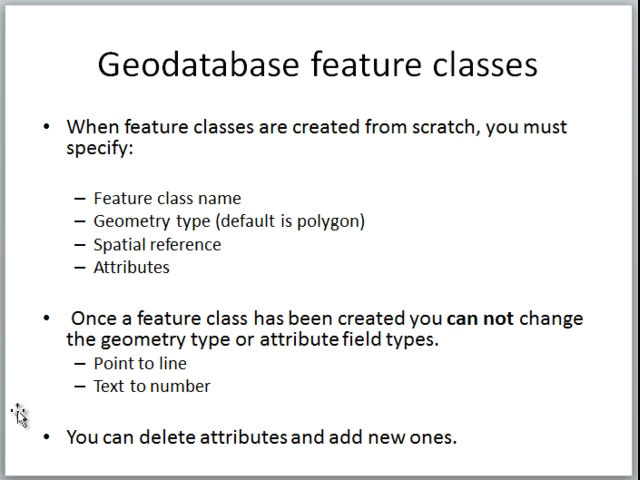 Geodatabase feature classes
• When feature classes are created from scratch, you must
specify:
– Feature class name
– Geometry type (default is polygon)
– Spatial reference
– Attributes
• Once a feature class has been created you can not change
the geometry type or attribute field types.
– Point to line
– Text to number
• You can delete attributes and add new ones.